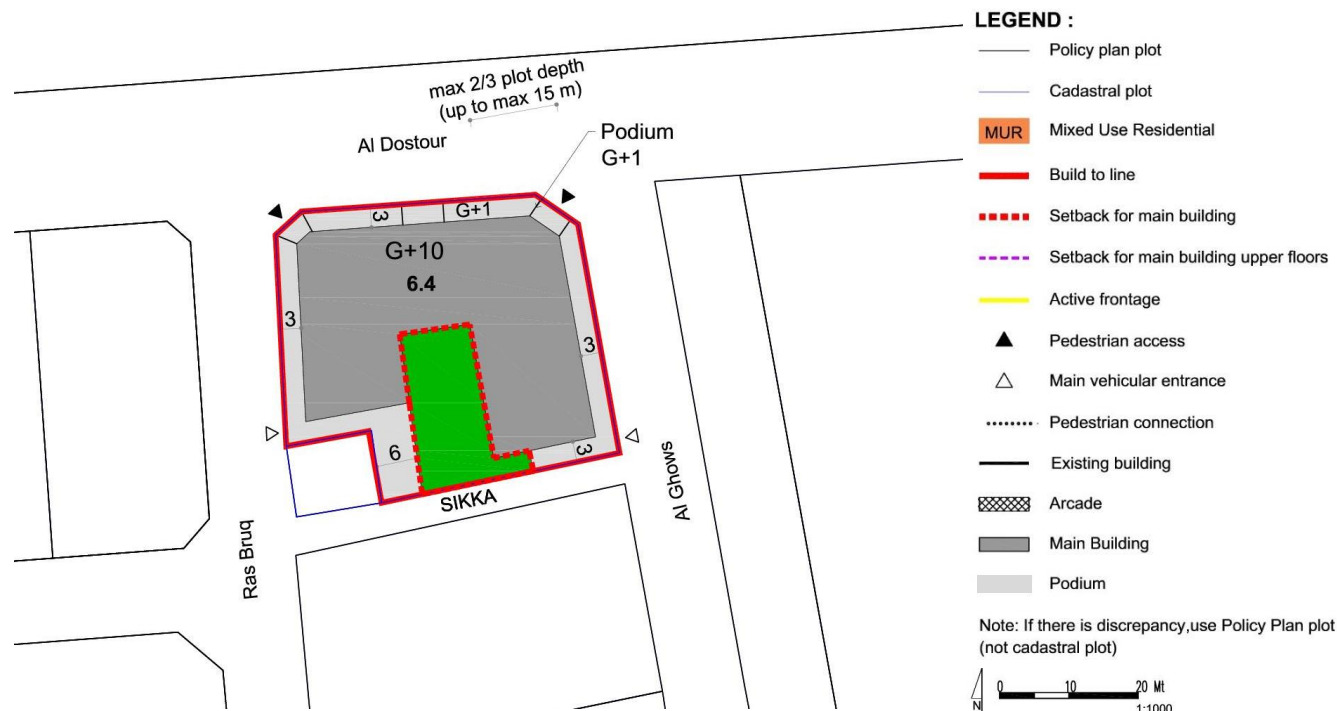 max 2/3 plot depth
(up to max 15 m)
Al Dostour
Podium
G+1
3
G+1
G+10
6.4
3
3
6
3
SIKKA
Ras Bruq
Al Ghows
LEGEND :
Policy plan plot
Cadastral plot
MUR Mixed Use Residential
Build to line
Setback for main building
Setback for main building upper floors
Active frontage
Pedestrian access
Main vehicular entrance
Pedestrian connection
Existing building
Arcade
Main Building
Podium
Note: If there is discrepancy,use Policy Plan plot
(not cadastral plot)
0 10 20 Mt
N
1:1000